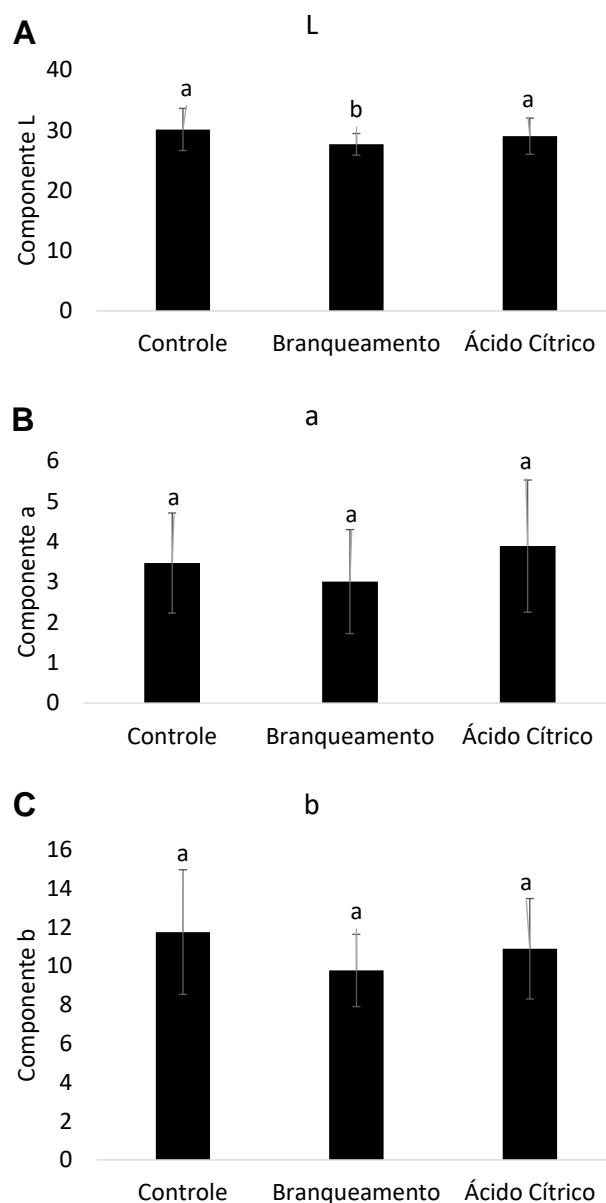 A
L
Componente L
40
30
20
10
0
a
b
a
Controle
Branqueamento
Ácido Cítrico
B
a
Componente a
6
5
4
3
2
1
0
a
a
a
Controle
Branqueamento
Ácido Cítrico
C
b
Componente b
16
14
12
10
8
6
4
2
0
a
a
a
Controle
Branqueamento
Ácido Cítrico